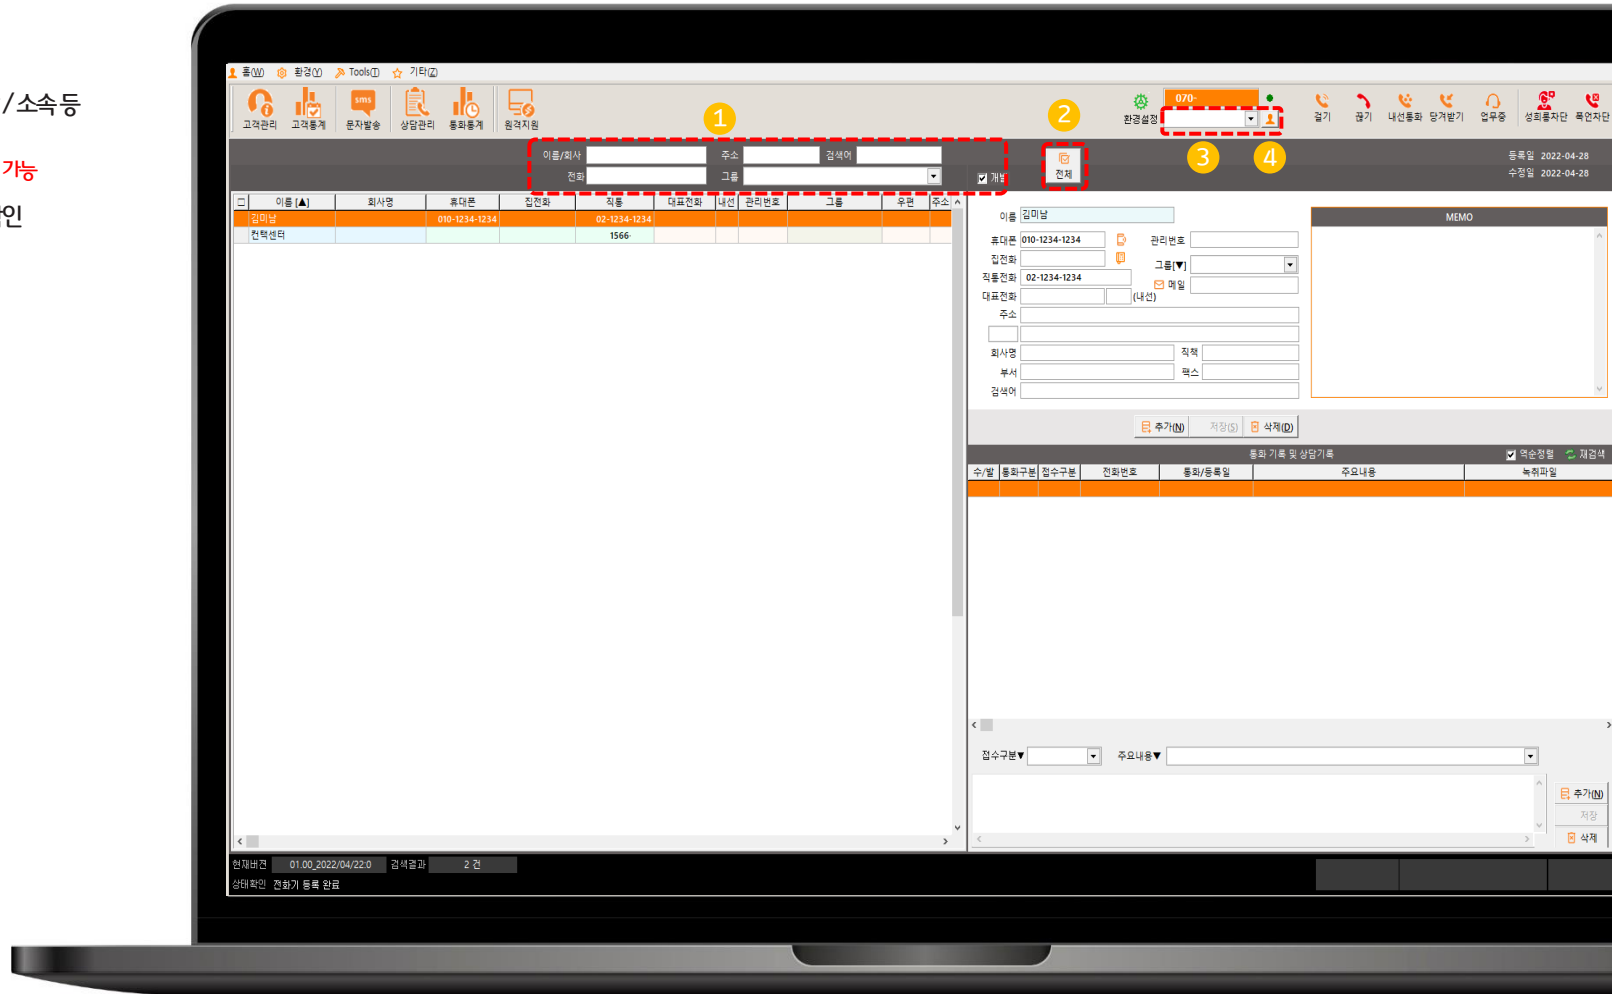 /소속 등
가능
인
홈(W) 환경(Y) Tools(T) 기타(Z)
고객관리 고객통계 문자발송 상담관리 통화통계 원격지원
sms
1
2
환경설정
070-
걸기 끊기 내선통화 당겨받기 업무중 성희롱차단 폭언차단
3
4
이름/회사 주소 검색어
전화 그룹
전체
등록일 2022-04-28
수정일 2022-04-28
이름 [▲] 회사명 휴대폰 집전화 직통 대표전화 내선 관리번호 그룹 우편 주소
김미남 010-1234-1234 02-1234-1234
컨택센터 1566-
이름 김미남
휴대폰 010-1234-1234 관리번호
집전화 그룹[▼]
직통전화 02-1234-1234 메일
대표전화 (내선)
주소
회사명 직책
부서 팩스
검색어
MEMO
추가(N) 저장(S) 삭제(D)
통화 기록 및 상담기록 역순정렬 재검색
수/발 통화구분 접수구분 전화번호 통화/등록일 주요내용 녹취파일
접수구분▼ 주요내용▼
추가(N)
저장
삭제
현재버전 01.00_2022/04/22:0 검색결과 2 건
상태확인 전화기 등록 완료